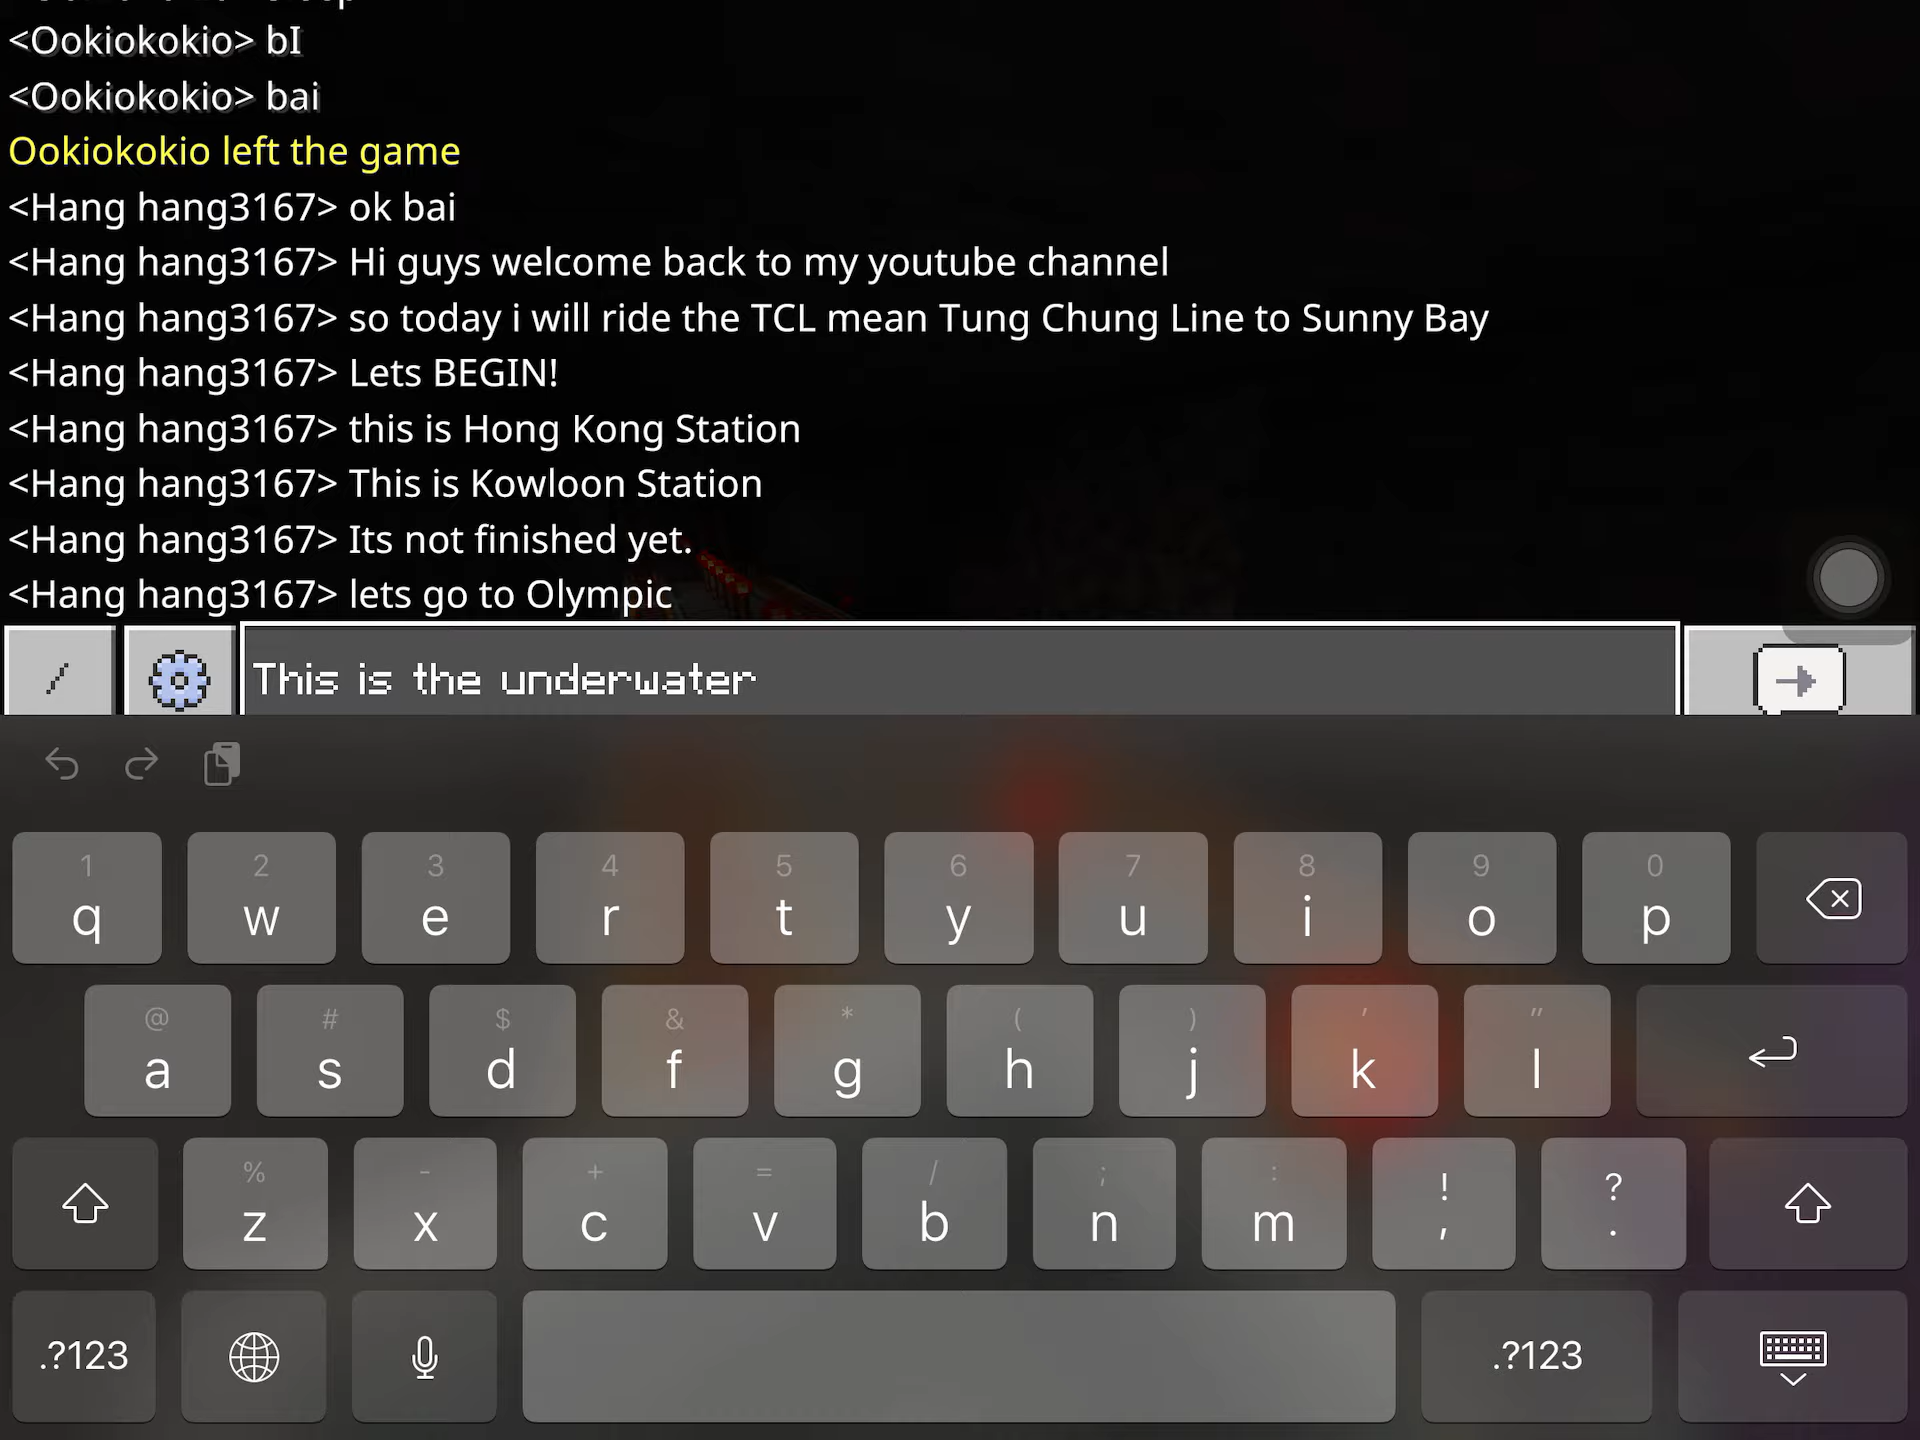 <Ookiokokio> bI
<Ookiokokio> bai
Ookiokokio left the game
<Hang hang3167> ok bai
<Hang hang3167> Hi guys welcome back to my youtube channel
<Hang hang3167> so today i will ride the TCL mean Tung Chung Line to Sunny Bay
<Hang hang3167> Lets BEGIN!
<Hang hang3167> this is Hong Kong Station
<Hang hang3167> This is Kowloon Station
<Hang hang3167> Its not finished yet.
<Hang hang3167> lets go to Olympic
/ This is the underwater
1 2 3 4 5 6 7 8 9 0
q w e r t y u i o p
@ # $ & * ( ) ' "
a s d f g h j k l
% - + = / ; : ! ?
z x c v b n m , .
.?123 .?123